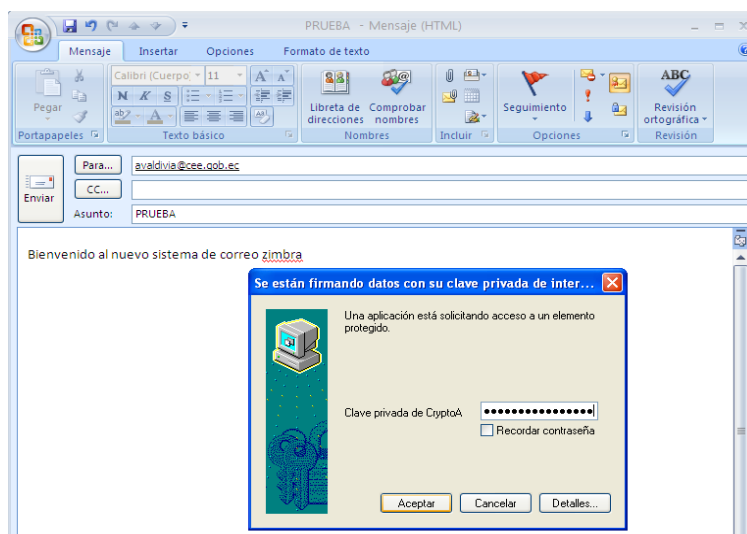 PRUEBA - Mensaje (HTML)
Mensaje Insertar Opciones Formato de texto
Pegar
Portapapeles
Calibri (Cuerpo 11 A A
N K S
ab A
Texto básico
Libreta de direcciones
Comprobar nombres
Nombres
Incluir
Seguimiento
Opciones
ABC
Revisión ortográfica
Revisión
Enviar
Para... avaldivia@cee.gob.ec
CC...
Asunto: PRUEBA
Bienvenido al nuevo sistema de correo zimbra
Se están firmando datos con su clave privada de inter...
Una aplicación está solicitando acceso a un elemento
protegido.
Clave privada de CryptoA ●●●●●●●●●●●●●●●●
Recordar contraseña
Aceptar Cancelar Detalles...